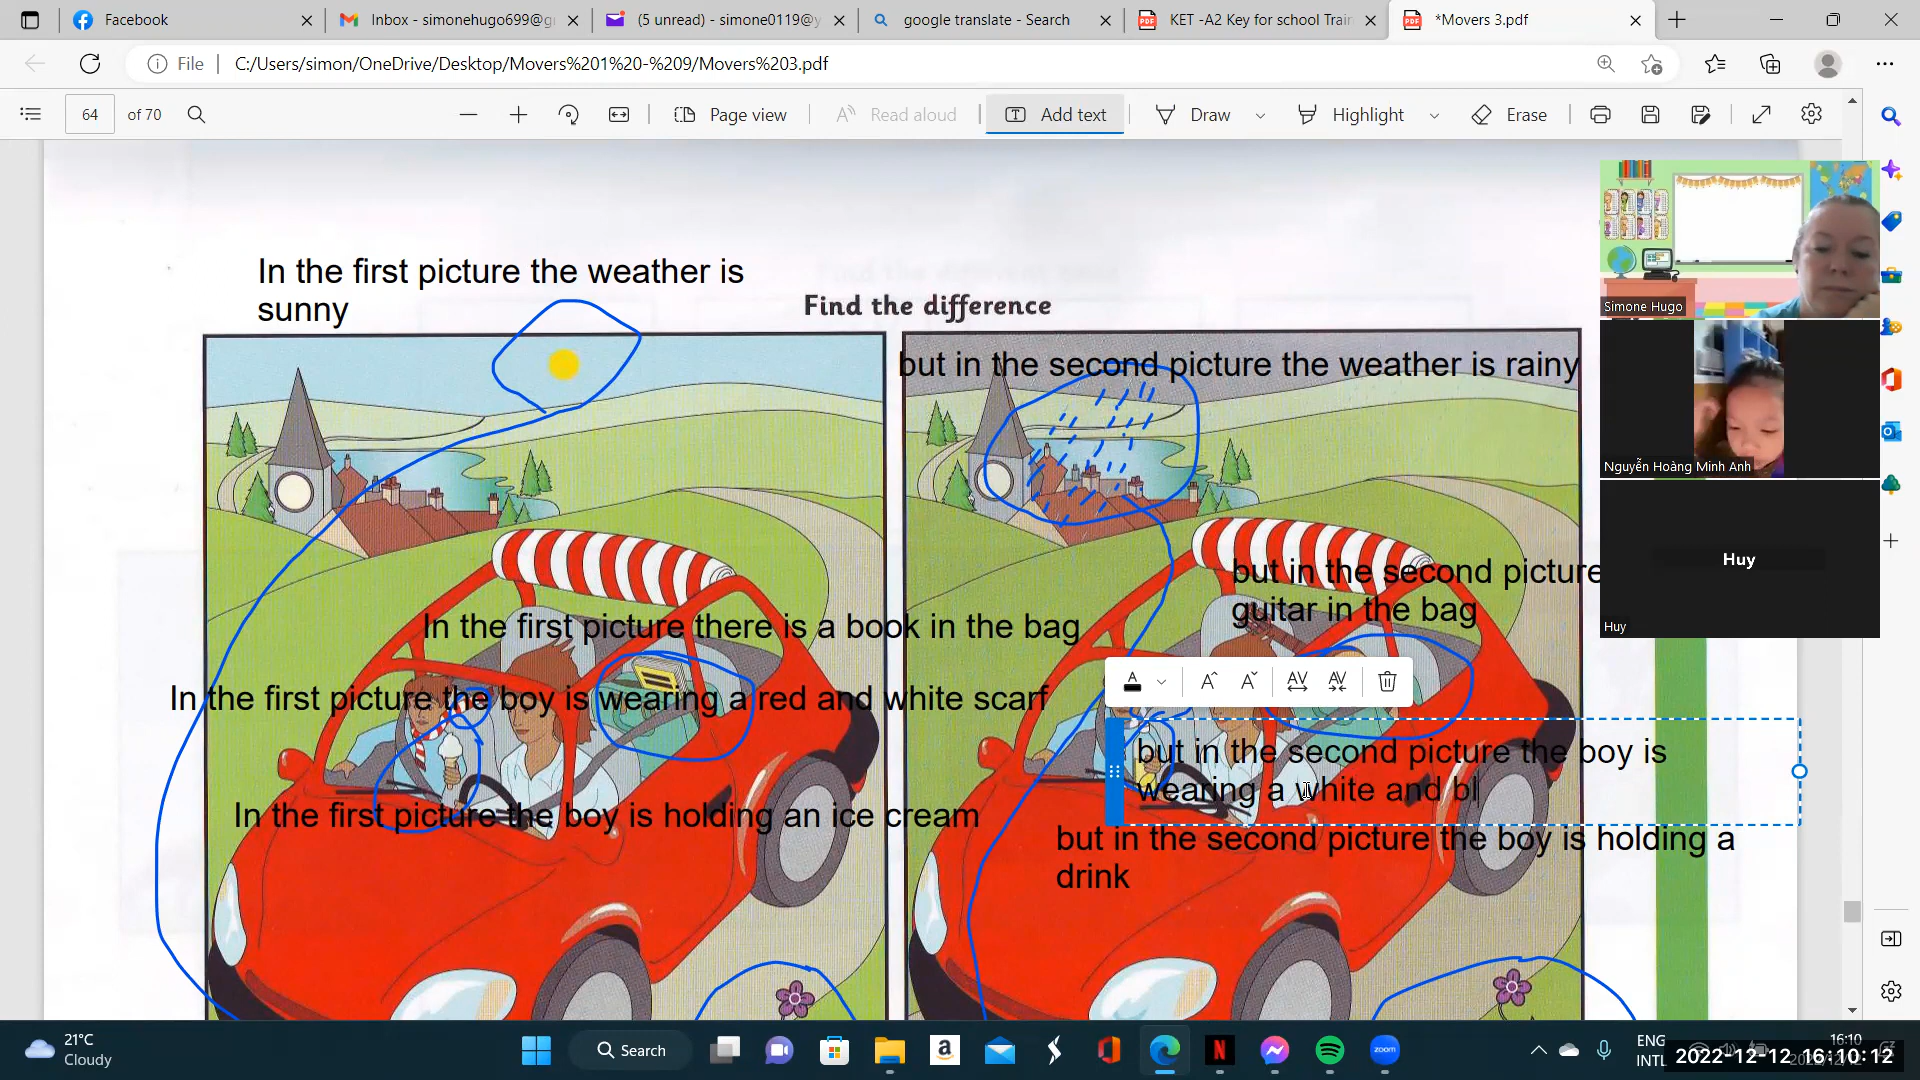 Facebook
Inbox - simonehugo699@g
(5 unread) - simone0119@y
google translate - Search
KET -A2 Key for school Trai
*Movers 3.pdf
File
C:/Users/simon/OneDrive/Desktop/Movers%201%20-%209/Movers%203.pdf
64
of 70
Page view
Read aloud
Add text
Draw
Highlight
Erase
In the first picture the weather is
sunny
Find the difference
but in the second picture the weather is rainy
but in the second picture
guitar in the bag
In the first picture there is a book in the bag
In the first picture the boy is wearing a red and white scarf
but in the second picture the boy is
wearing a white and bl
In the first picture the boy is holding an ice cream
but in the second picture the boy is holding a
drink
Simone Hugo
Nguyễn Hoàng Minh Anh
Huy
Huy
21°C
Cloudy
Search
zoom
ENG
INTL
16:10
2022-12-12 16:10:12